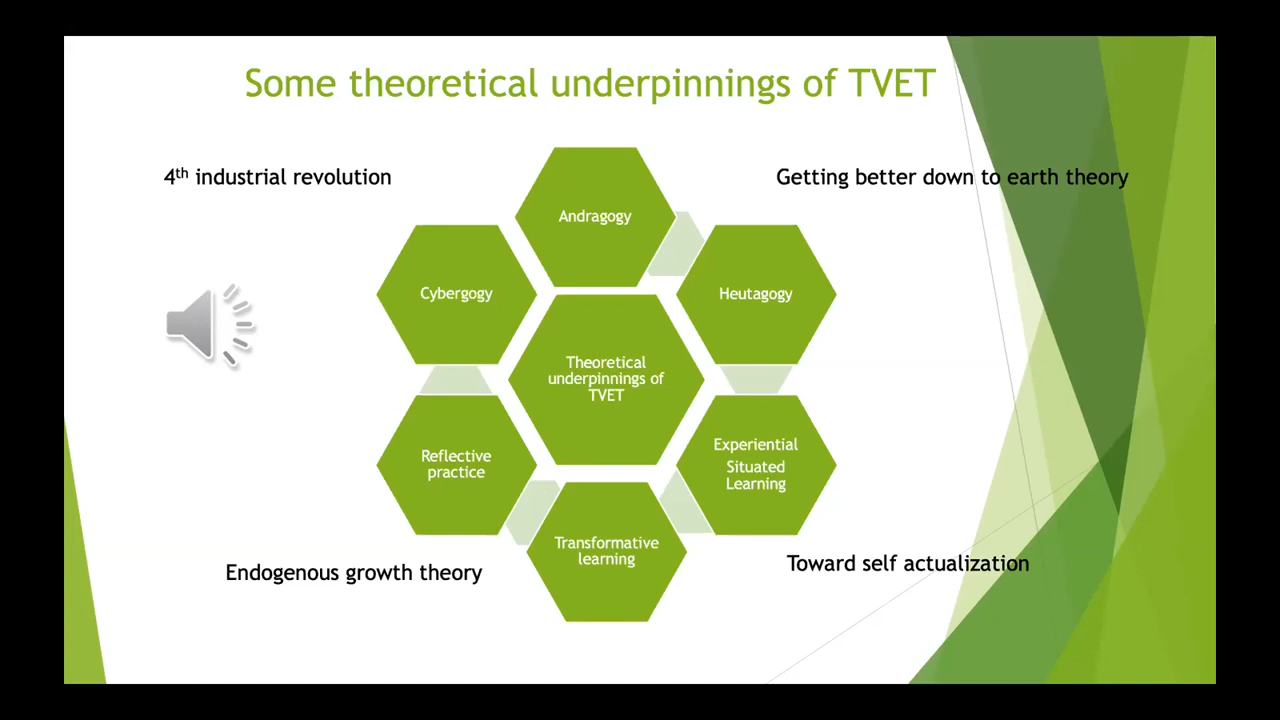 Some theoretical underpinnings of TVET
4th industrial revolution
Getting better down to earth theory
Andragogy
Cybergogy
Heutagogy
Theoretical
underpinnings of
TVET
Experiential
Situated
Learning
Reflective
practice
Transformative
learning
Endogenous growth theory
Toward self actualization